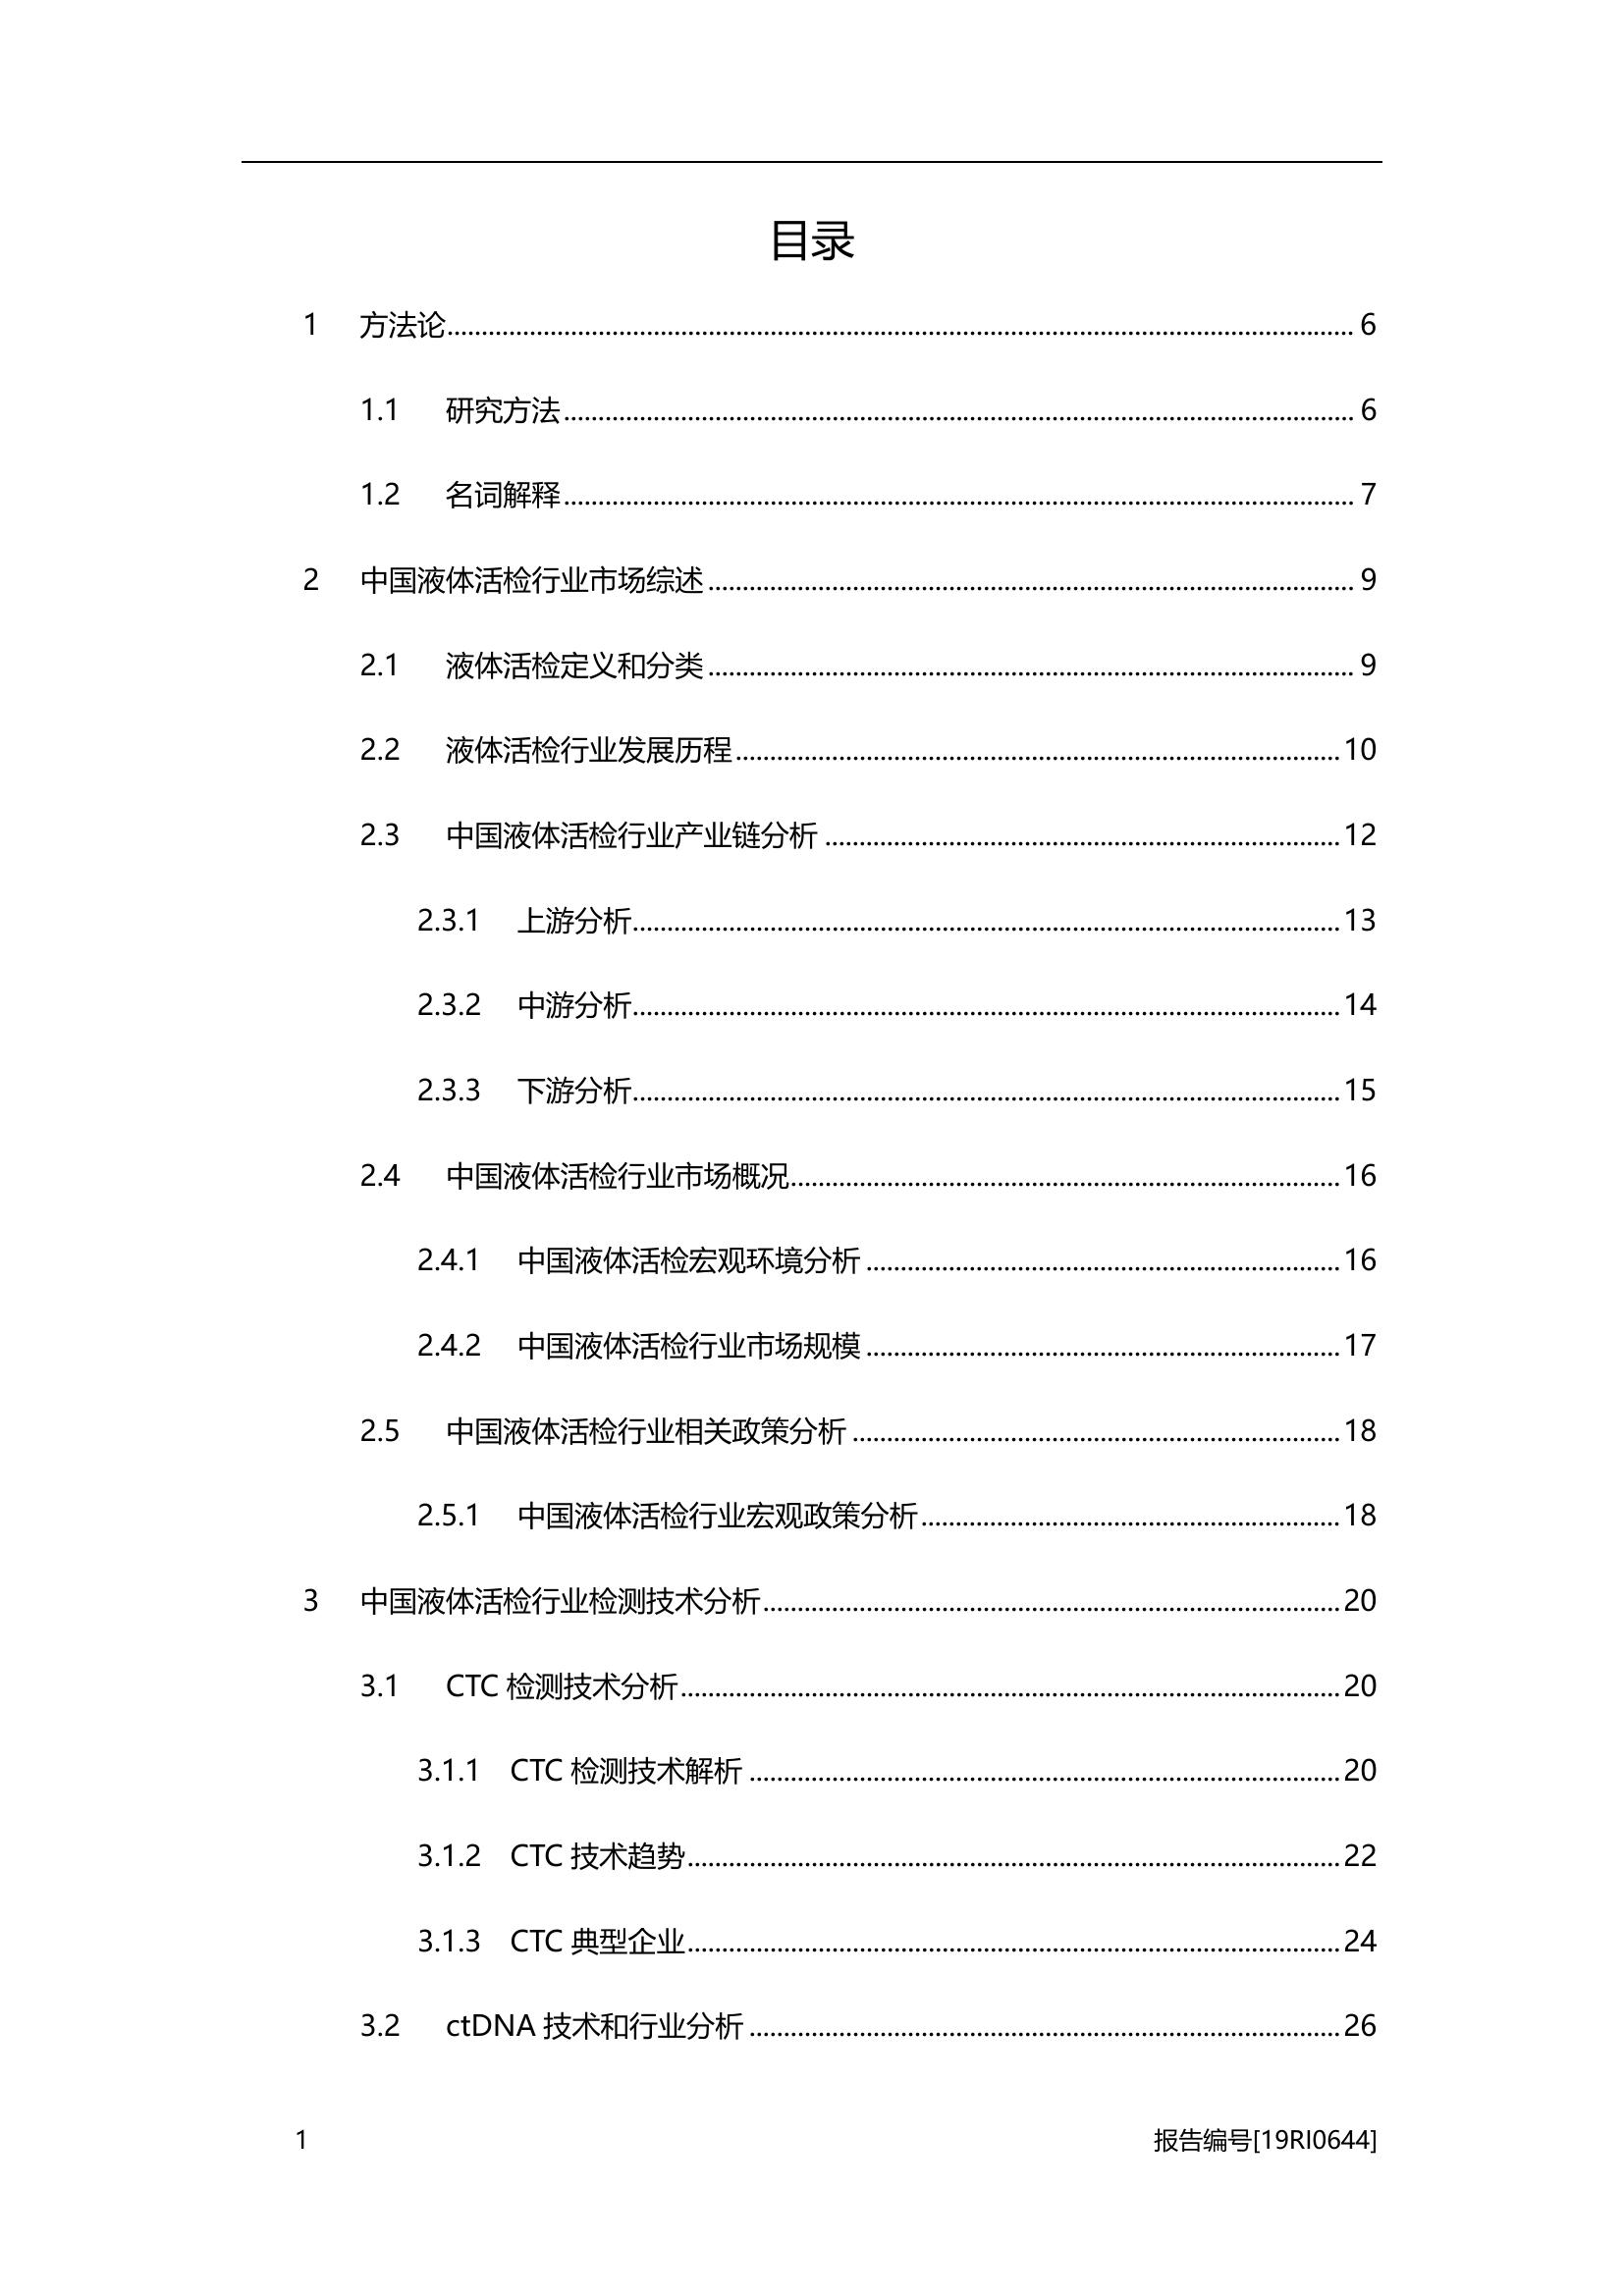 目录
1 方法论 6
1.1 研究方法 6
1.2 名词解释 7
2 中国液体活检行业市场综述 9
2.1 液体活检定义和分类 9
2.2 液体活检行业发展历程 10
2.3 中国液体活检行业产业链分析 12
2.3.1 上游分析 13
2.3.2 中游分析 14
2.3.3 下游分析 15
2.4 中国液体活检行业市场概况 16
2.4.1 中国液体活检宏观环境分析 16
2.4.2 中国液体活检行业市场规模 17
2.5 中国液体活检行业相关政策分析 18
2.5.1 中国液体活检行业宏观政策分析 18
3 中国液体活检行业检测技术分析 20
3.1 CTC 检测技术分析 20
3.1.1 CTC 检测技术解析 20
3.1.2 CTC 技术趋势 22
3.1.3 CTC 典型企业 24
3.2 ctDNA 技术和行业分析 26
1 报告编号[19RI0644]